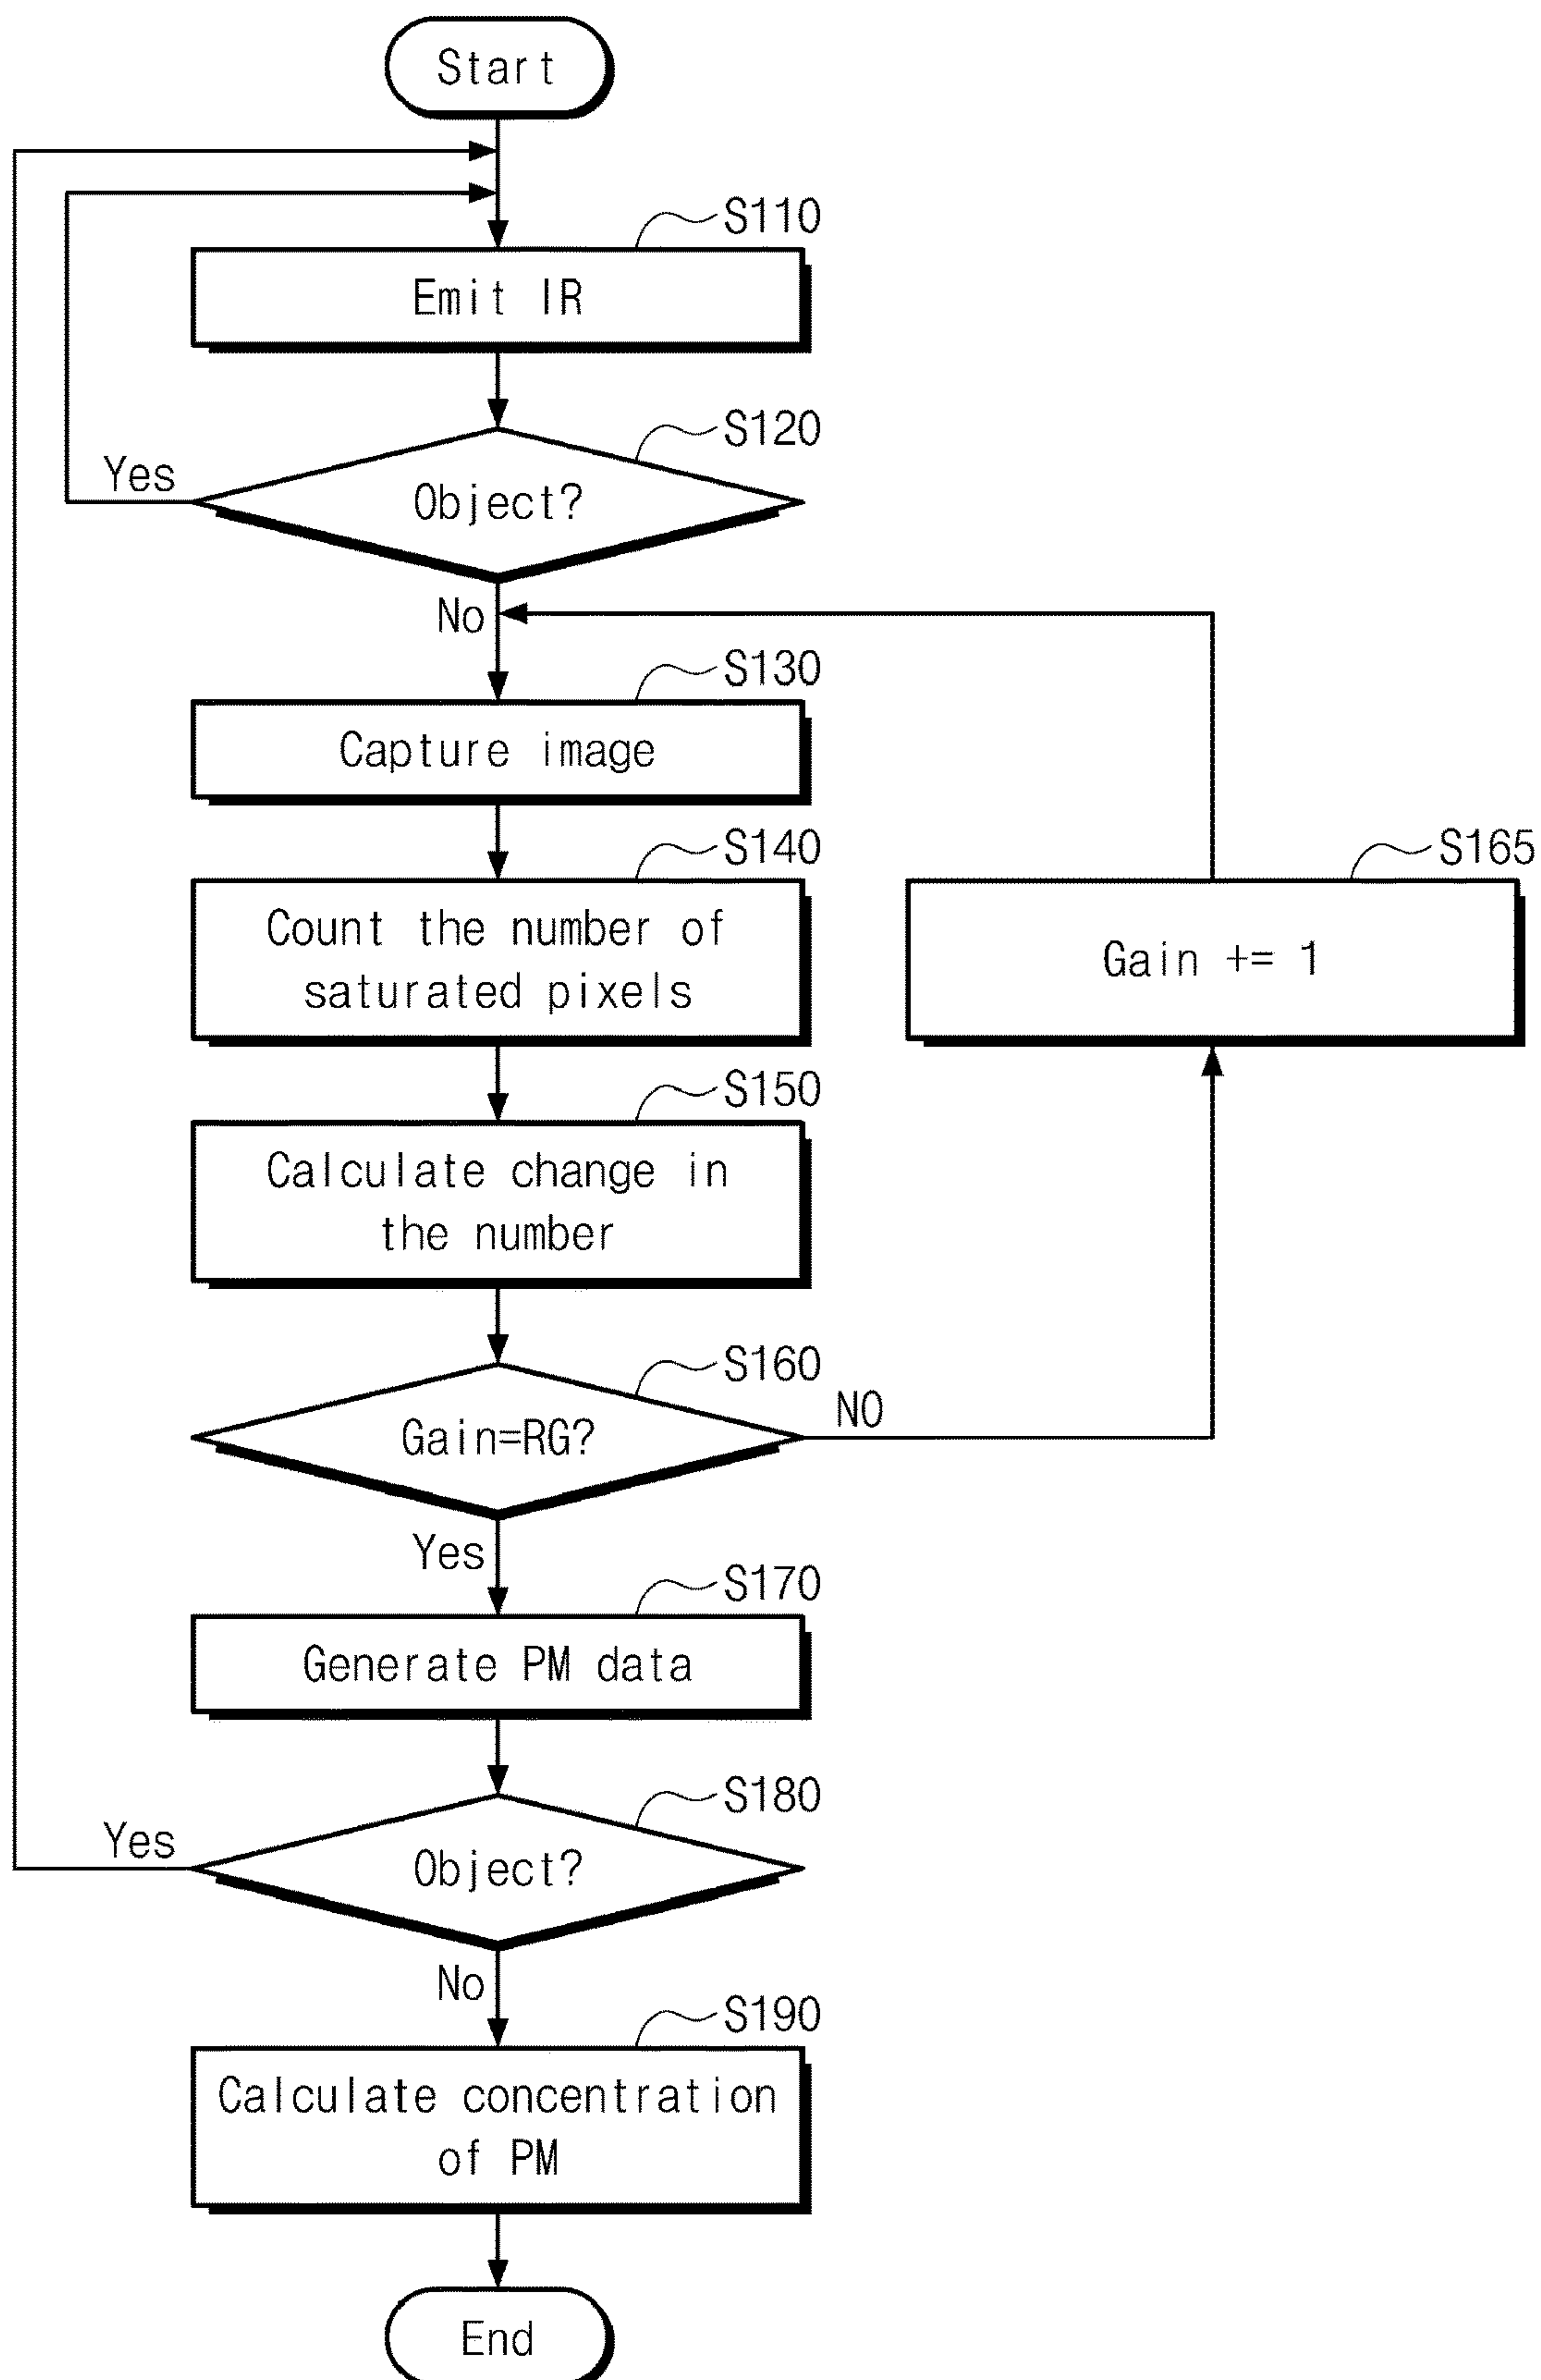 Start
S110
Emit IR
S120
Yes
Object?
No
S130
Capture image
S140
Count the number of
saturated pixels
S165
Gain += 1
S150
Calculate change in
the number
S160
Gain=RG?
NO
Yes
S170
Generate PM data
S180
Yes
Object?
No
S190
Calculate concentration
of PM
End